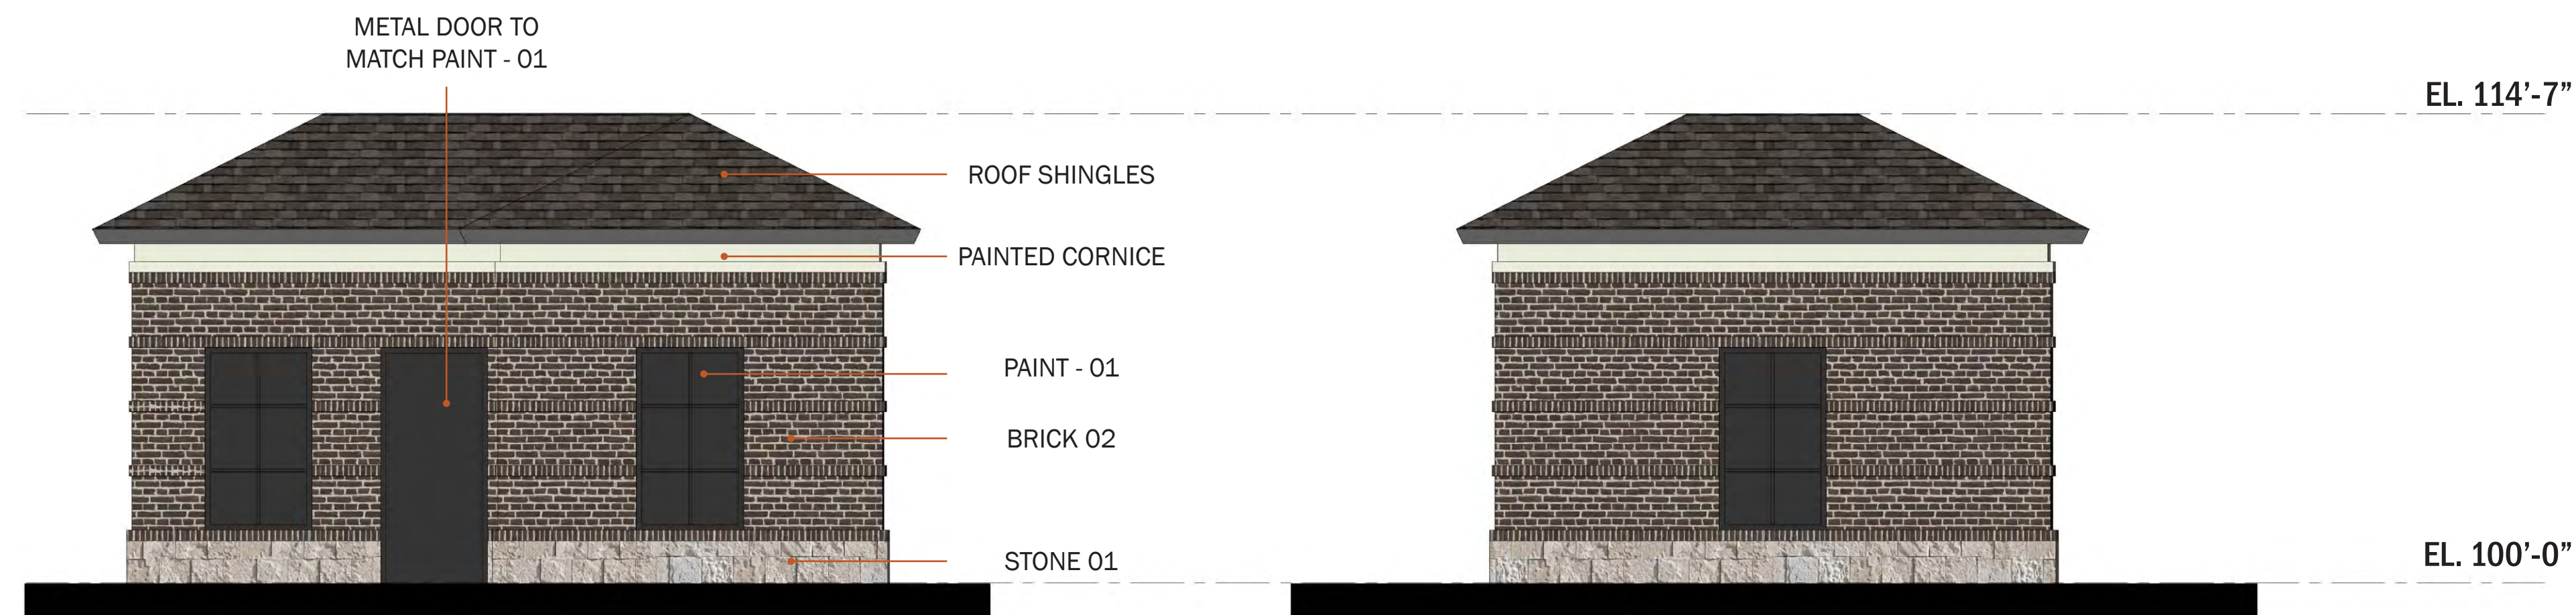 METAL DOOR TO
MATCH PAINT - 01
EL. 114’-7”
ROOF SHINGLES
PAINTED CORNICE
PAINT - 01
BRICK 02
EL. 100’-0”
STONE 01